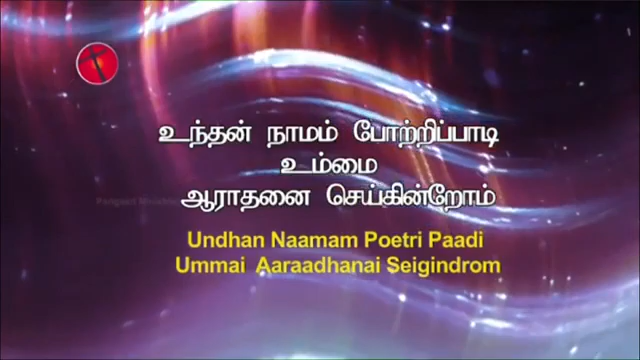 உந்தன் நாமம் போற்றிப்பாடி
உம்மை
ஆராதனை செய்கின்றோம்
Undhan Naamam Poetri Paadi
Ummai Aaraadhanai Seigindrom